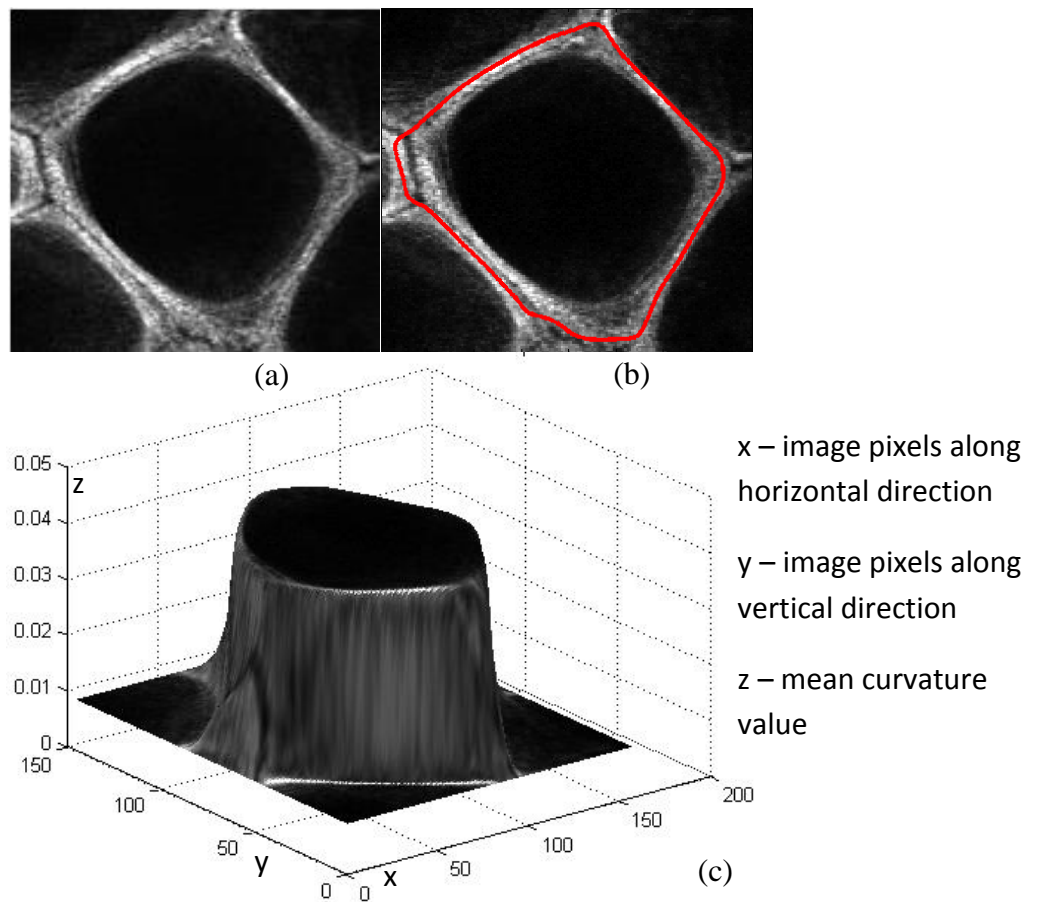 (a)
(b)
x – image pixels along
horizontal direction
y – image pixels along
vertical direction
z – mean curvature
value
z
0.05
0.04
0.03
0.02
0.01
0
150
100
50
0
y
0
50
100
150
200
x
(c)